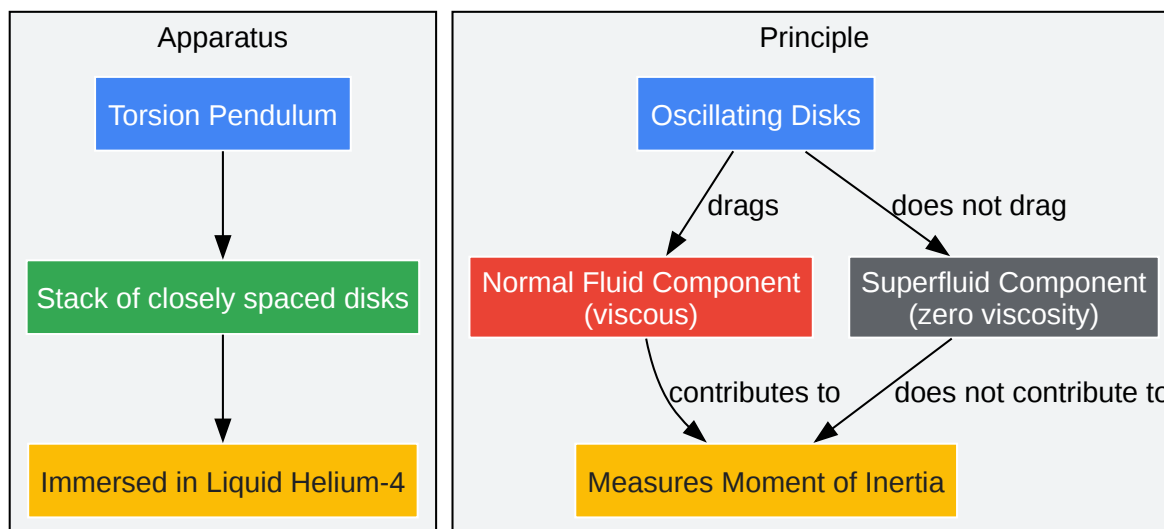 Apparatus
Torsion Pendulum
Stack of closely spaced disks
Immersed in Liquid Helium-4
Principle
Oscillating Disks
drags
does not drag
Normal Fluid Component
(viscous)
Superfluid Component
(zero viscosity)
contributes to
does not contribute to
Measures Moment of Inertia